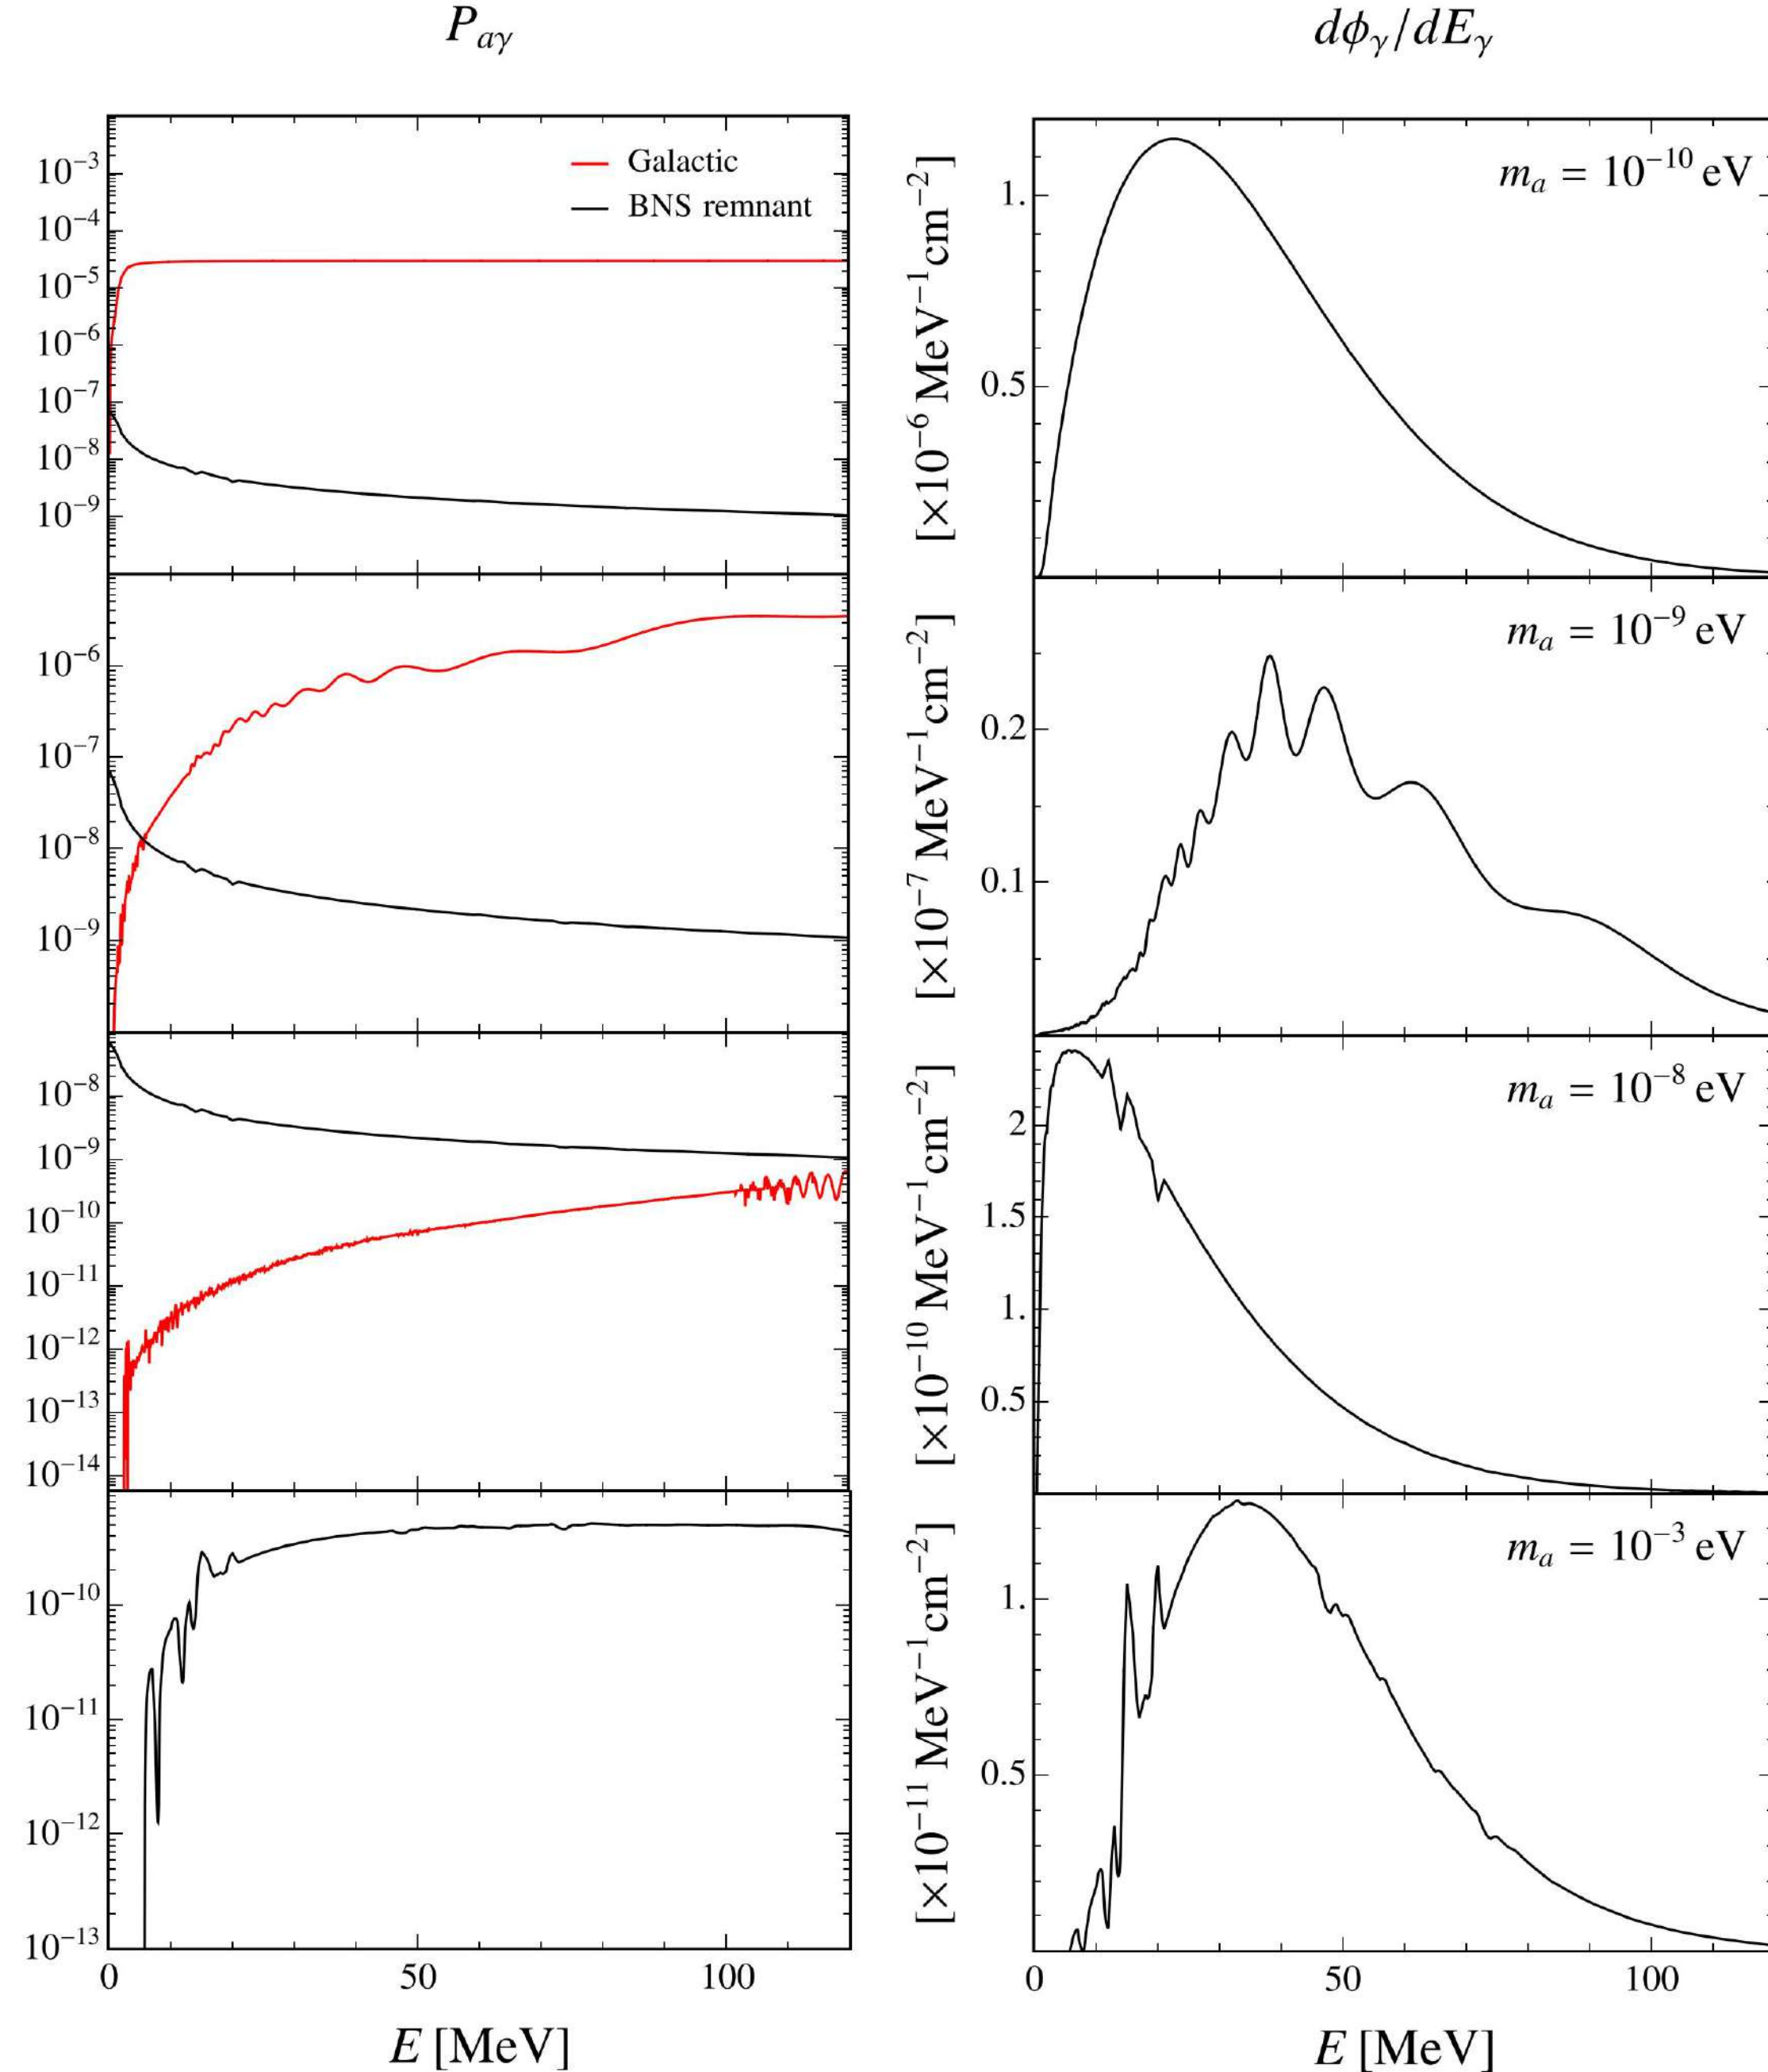 P_{aγ}
dϕ_γ/dE_γ
Galactic
BNS remnant
10^{−3}
10^{−4}
10^{−5}
10^{−6}
10^{−7}
10^{−8}
10^{−9}
10^{−6}
10^{−7}
10^{−8}
10^{−9}
10^{−8}
10^{−9}
10^{−10}
10^{−11}
10^{−12}
10^{−13}
10^{−14}
10^{−10}
10^{−11}
10^{−12}
10^{−13}
0 50 100
E [MeV]
m_a = 10^{−10} eV
[×10^{−6} MeV^{−1}cm^{−2}]
1.
0.5
m_a = 10^{−9} eV
[×10^{−7} MeV^{−1}cm^{−2}]
0.2
0.1
m_a = 10^{−8} eV
[×10^{−10} MeV^{−1}cm^{−2}]
2
1.5
1.
0.5
m_a = 10^{−3} eV
[×10^{−11} MeV^{−1}cm^{−2}]
1.
0.5
0 50 100
E [MeV]